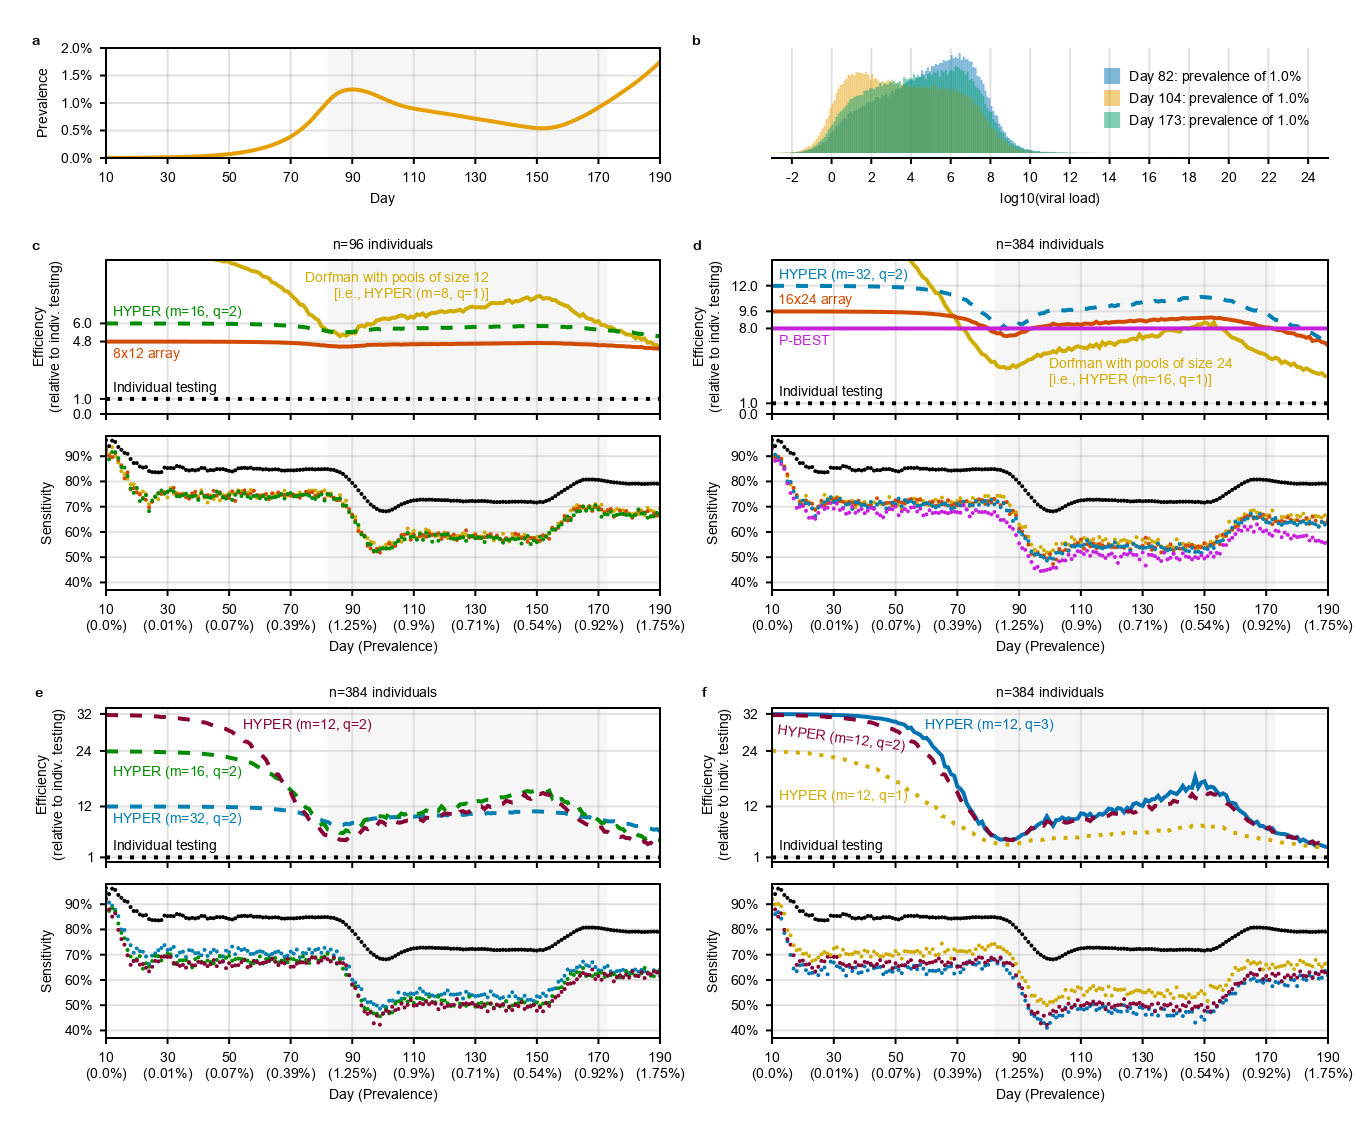 a
2.0%
1.5%
1.0%
0.5%
0.0%
Prevalence
10 30 50 70 90 110 130 150 170 190
Day
b
Day 82: prevalence of 1.0%
Day 104: prevalence of 1.0%
Day 173: prevalence of 1.0%
-2 0 2 4 6 8 10 12 14 16 18 20 22 24
log10(viral load)
c
n=96 individuals
Efficiency
(relative to indiv. testing)
6.0
4.8
1.0
0.0
Dorfman with pools of size 12
[i.e., HYPER (m=8, q=1)]
HYPER (m=16, q=2)
8x12 array
Individual testing
Sensitivity
90%
80%
70%
60%
50%
40%
10 30 50 70 90 110 130 150 170 190
(0.0%) (0.01%) (0.07%) (0.39%) (1.25%) (0.9%) (0.71%) (0.54%) (0.92%) (1.75%)
Day (Prevalence)
d
n=384 individuals
Efficiency
(relative to indiv. testing)
12.0
9.6
8.0
1.0
0.0
HYPER (m=32, q=2)
16x24 array
P-BEST
Dorfman with pools of size 24
[i.e., HYPER (m=16, q=1)]
Individual testing
Sensitivity
90%
80%
70%
60%
50%
40%
10 30 50 70 90 110 130 150 170 190
(0.0%) (0.01%) (0.07%) (0.39%) (1.25%) (0.9%) (0.71%) (0.54%) (0.92%) (1.75%)
Day (Prevalence)
e
n=384 individuals
Efficiency
(relative to indiv. testing)
32
24
12
1
HYPER (m=12, q=2)
HYPER (m=16, q=2)
HYPER (m=32, q=2)
Individual testing
Sensitivity
90%
80%
70%
60%
50%
40%
10 30 50 70 90 110 130 150 170 190
(0.0%) (0.01%) (0.07%) (0.39%) (1.25%) (0.9%) (0.71%) (0.54%) (0.92%) (1.75%)
Day (Prevalence)
f
n=384 individuals
Efficiency
(relative to indiv. testing)
32
24
12
1
HYPER (m=12, q=3)
HYPER (m=12, q=2)
HYPER (m=12, q=1)
Individual testing
Sensitivity
90%
80%
70%
60%
50%
40%
10 30 50 70 90 110 130 150 170 190
(0.0%) (0.01%) (0.07%) (0.39%) (1.25%) (0.9%) (0.71%) (0.54%) (0.92%) (1.75%)
Day (Prevalence)